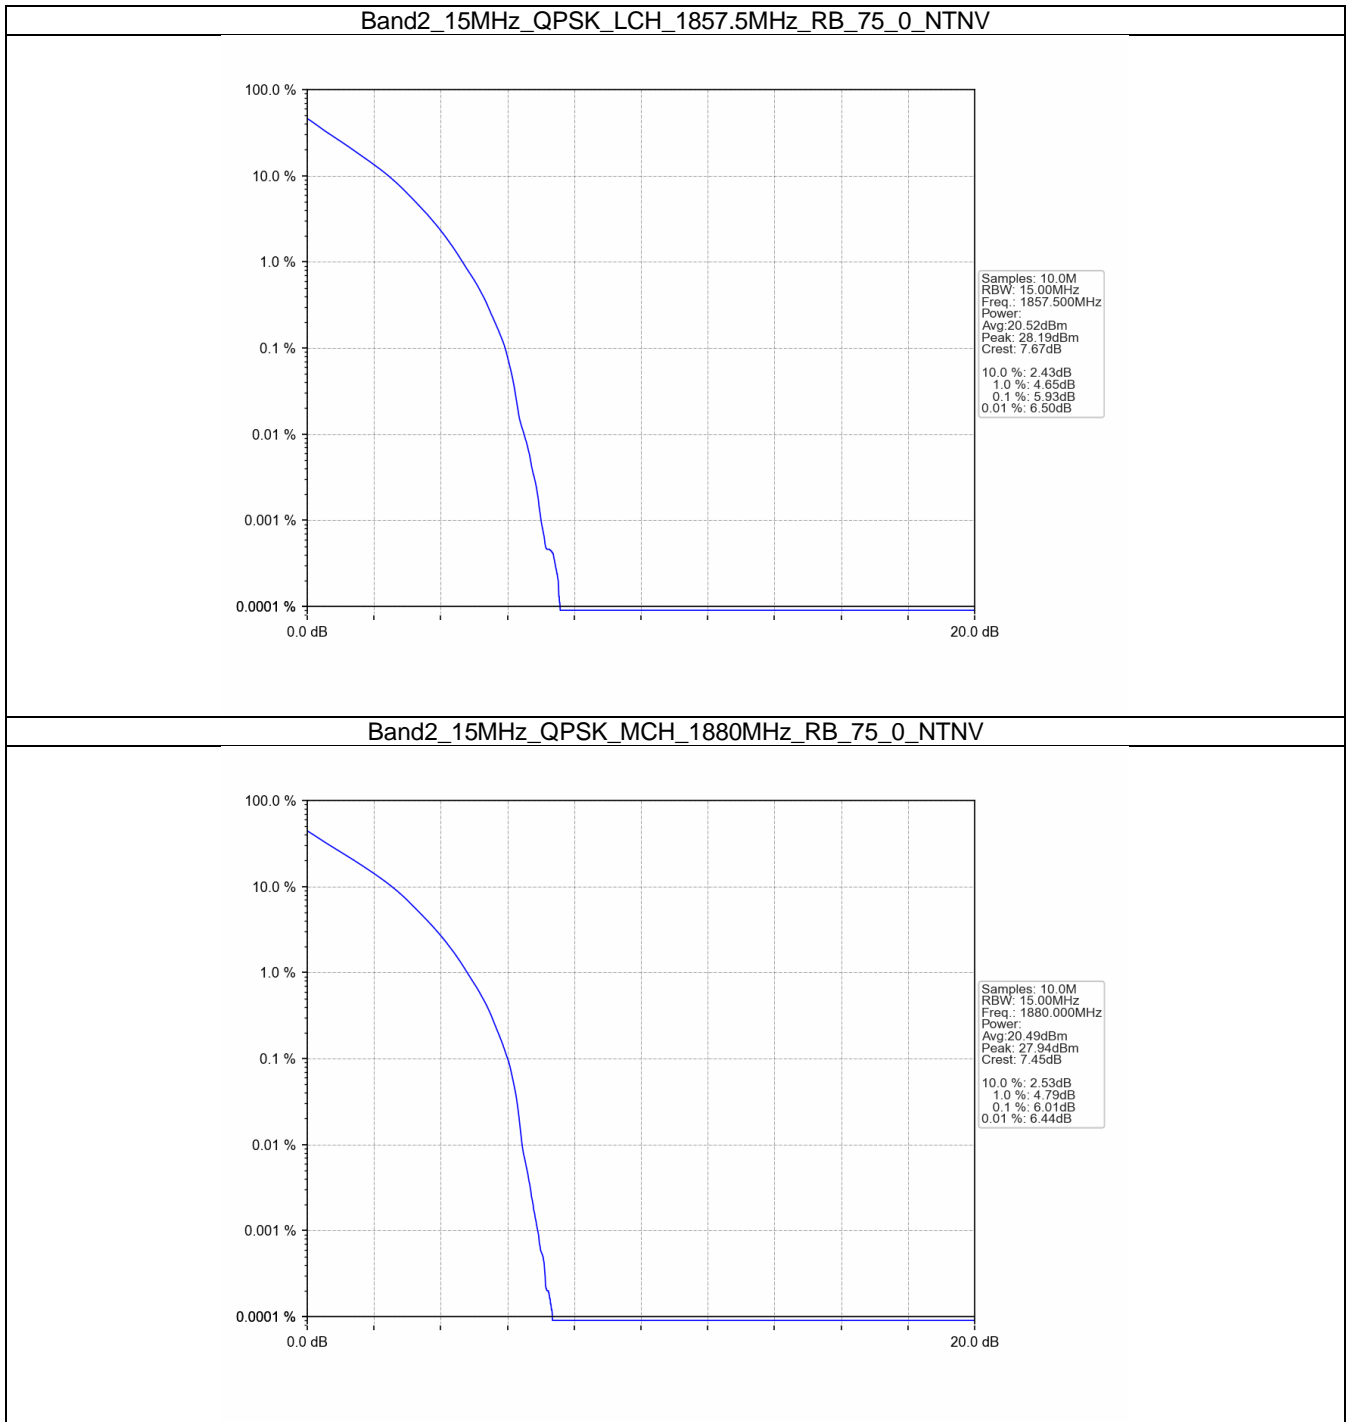 Band2_15MHz_QPSK_LCH_1857.5MHz_RB_75_0_NTNV
100.0 %
10.0 %
1.0 %
0.1 %
0.01 %
0.001 %
0.0001 %
0.0 dB
20.0 dB
Samples: 10.0M
RBW: 15.00MHz
Freq.: 1857.500MHz
Power:
Avg:20.52dBm
Peak: 28.19dBm
Crest: 7.67dB
10.0 %: 2.43dB
1.0 %: 4.65dB
0.1 %: 5.93dB
0.01 %: 6.50dB
Band2_15MHz_QPSK_MCH_1880MHz_RB_75_0_NTNV
100.0 %
10.0 %
1.0 %
0.1 %
0.01 %
0.001 %
0.0001 %
0.0 dB
20.0 dB
Samples: 10.0M
RBW: 15.00MHz
Freq.: 1880.000MHz
Power:
Avg:20.49dBm
Peak: 27.94dBm
Crest: 7.45dB
10.0 %: 2.53dB
1.0 %: 4.79dB
0.1 %: 6.01dB
0.01 %: 6.44dB